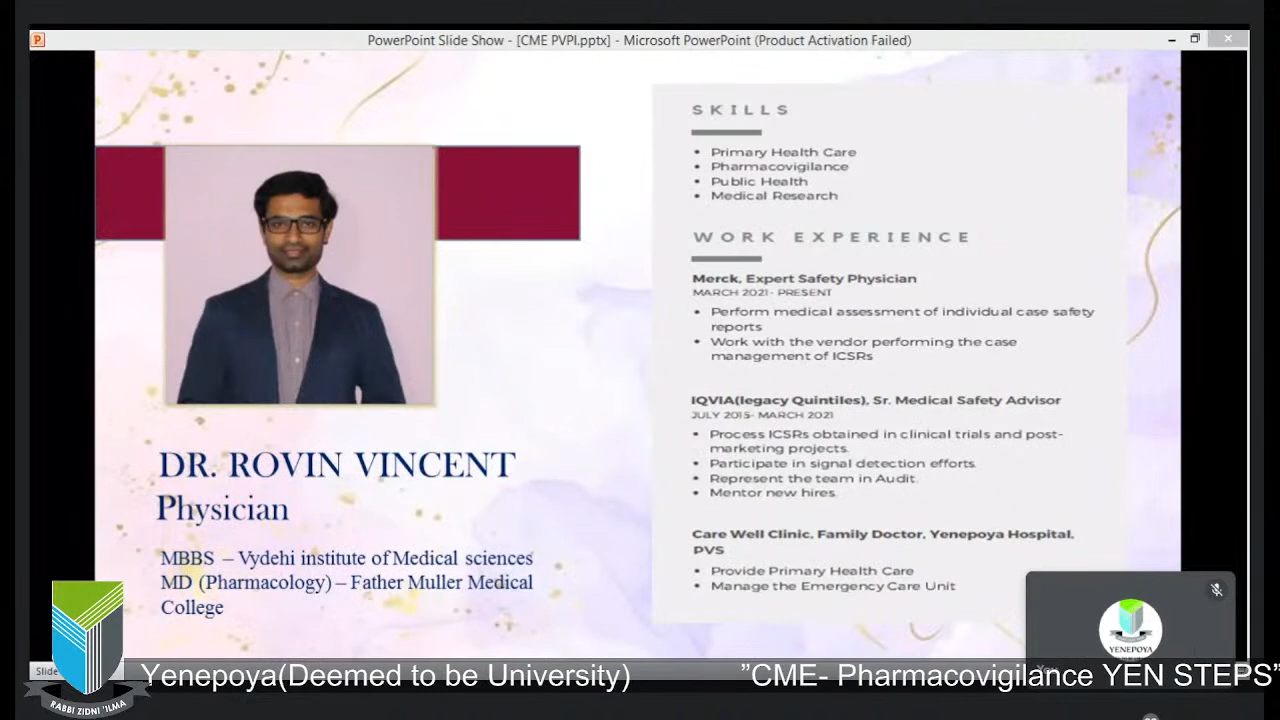 PowerPoint Slide Show - [CME PVPI.pptx] - Microsoft PowerPoint (Product Activation Failed)
SKILLS
• Primary Health Care
• Pharmacovigilance
• Public Health
• Medical Research
WORK EXPERIENCE
Merck, Expert Safety Physician
MARCH 2021- PRESENT
• Perform medical assessment of individual case safety
reports
• Work with the vendor performing the case
management of ICSRs
IQVIA(legacy Quintiles), Sr. Medical Safety Advisor
JULY 2015- MARCH 2021
• Process ICSRs obtained in clinical trials and post-
marketing projects.
• Participate in signal detection efforts.
• Represent the team in Audit.
• Mentor new hires.
Care Well Clinic, Family Doctor, Yenepoya Hospital,
PVS
• Provide Primary Health Care
• Manage the Emergency Care Unit
DR. ROVIN VINCENT
Physician
MBBS – Vydehi institute of Medical sciences
MD (Pharmacology) – Father Muller Medical
College
YENEPOYA
Slide
Yenepoya(Deemed to be University)
”CME- Pharmacovigilance YEN STEPS”
RABBI ZIDNI 'ILMA